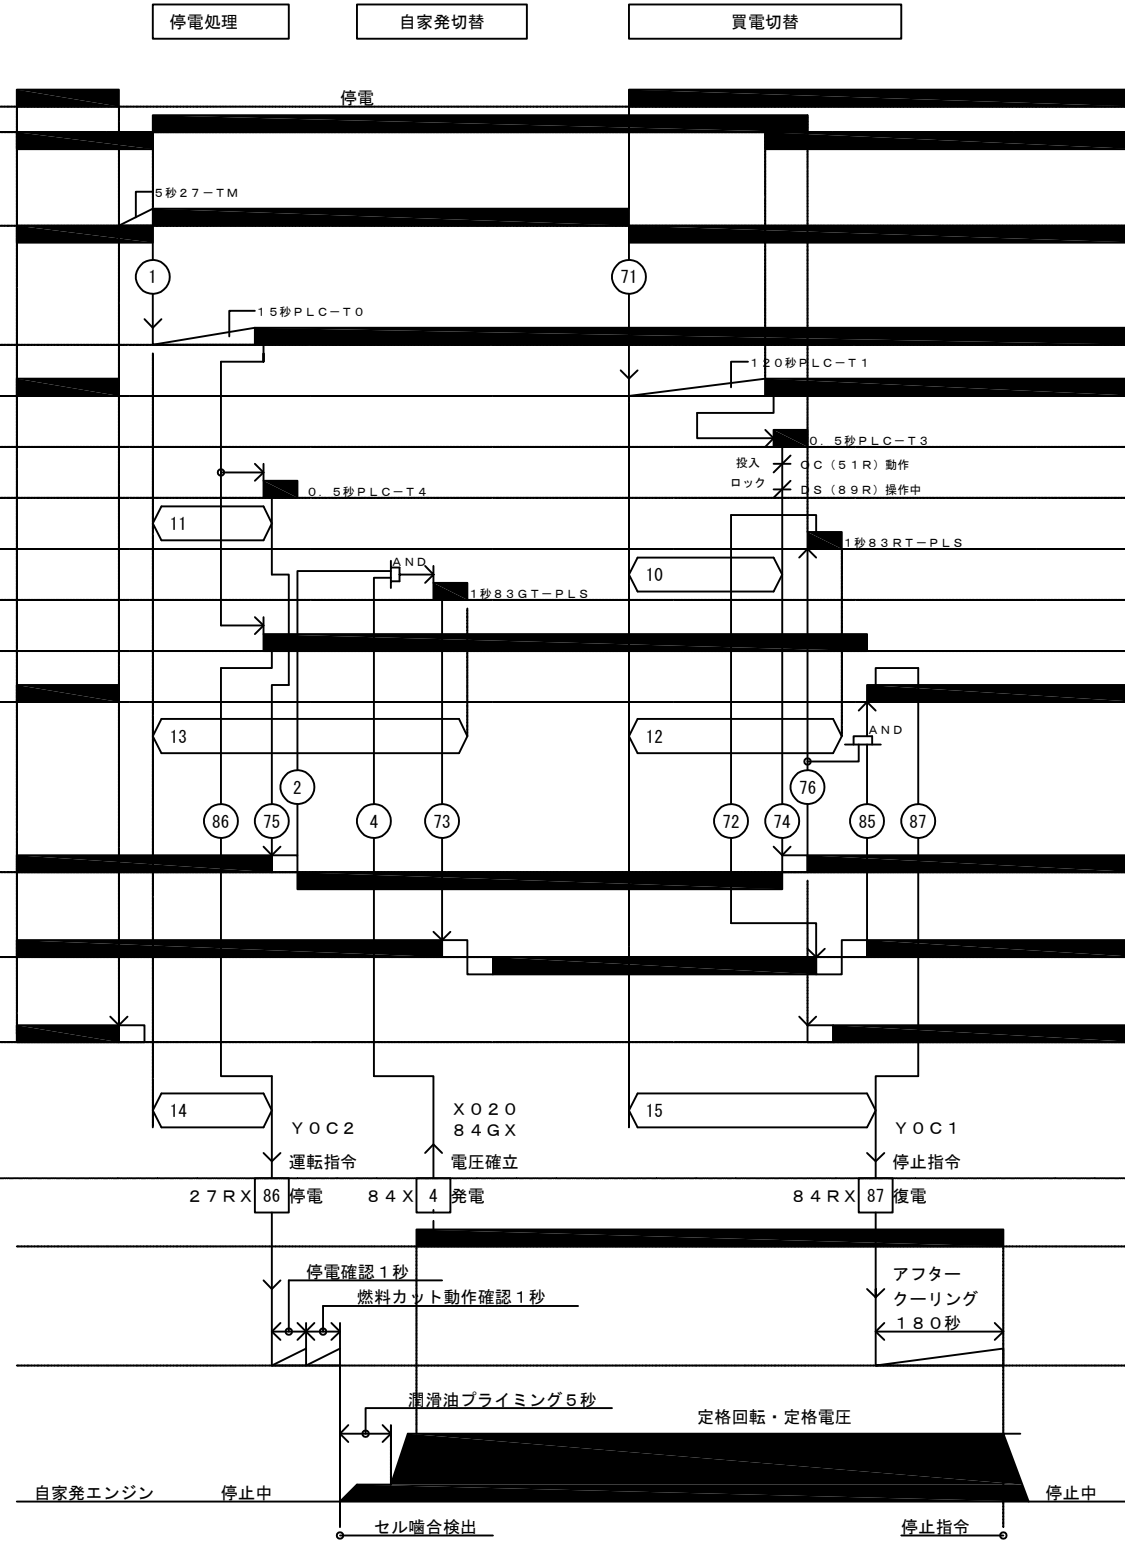 停電処理 自家発切替 買電切替
停電
5秒27－TM
1 71
15秒PLC－T0
120秒PLC－T1
0．5秒PLC－T3
投入 OC（51R）動作
ロック DS（89R）操作中
0．5秒PLC－T4
11
1秒83RT－PLS
AND
10
1秒83GT－PLS
AND
13 12
2 76
86 75 4 73 72 74 85 87
14 15
X020
84GX
Y0C2 Y0C1
運転指令 電圧確立 停止指令
27RX 86 停電 84X 4 発電 84RX 87 復電
停電確認1秒
燃料カット動作確認1秒
アフター
クーリング
180秒
潤滑油プライミング5秒
定格回転・定格電圧
自家発エンジン 停止中 停止中
セル噛合検出 停止指令